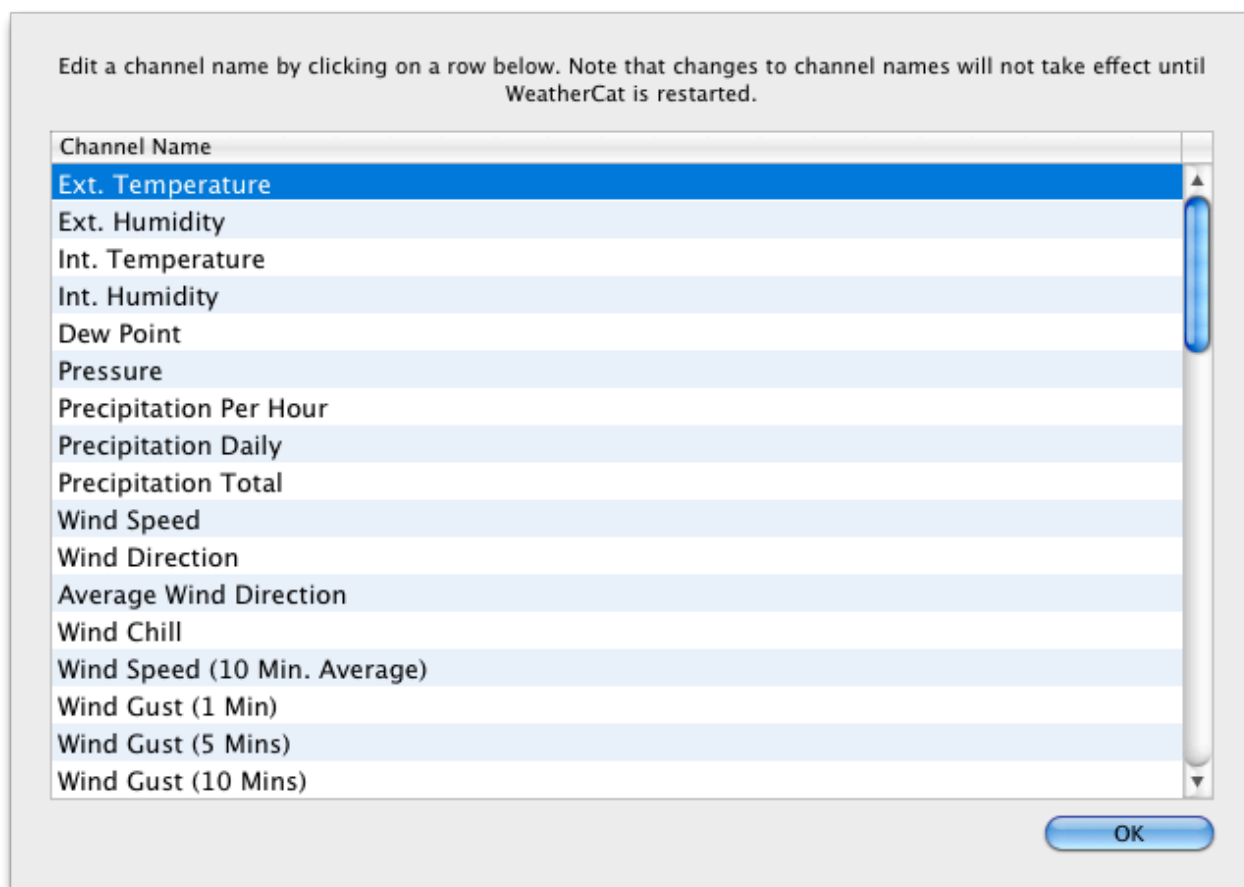 Edit a channel name by clicking on a row below. Note that changes to channel names will not take effect until
WeatherCat is restarted.
Channel Name
Ext. Temperature
Ext. Humidity
Int. Temperature
Int. Humidity
Dew Point
Pressure
Precipitation Per Hour
Precipitation Daily
Precipitation Total
Wind Speed
Wind Direction
Average Wind Direction
Wind Chill
Wind Speed (10 Min. Average)
Wind Gust (1 Min)
Wind Gust (5 Mins)
Wind Gust (10 Mins)
OK